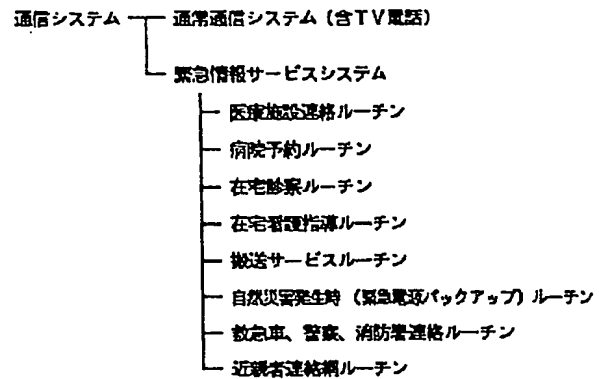 通信システム 通常通信システム（含TV電話）
緊急情報サービスシステム
医療施設連絡ルーチン
病院予約ルーチン
在宅診察ルーチン
在宅看護指導ルーチン
搬送サービスルーチン
自然災害発生時（緊急電源バックアップ）ルーチン
救急車、警察、消防署連絡ルーチン
近親者連絡網ルーチン